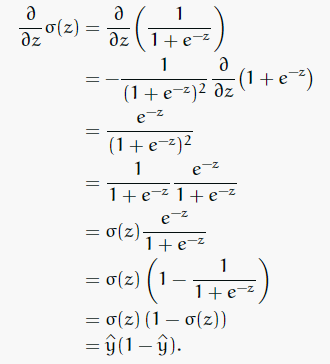 ∂/∂z σ(z) = ∂/∂z (1/(1 + e^{−z}))
= −1/(1 + e^{−z})² ∂/∂z (1 + e^{−z})
= e^{−z}/(1 + e^{−z})²
= 1/(1 + e^{−z}) e^{−z}/(1 + e^{−z})
= σ(z) e^{−z}/(1 + e^{−z})
= σ(z) (1 − 1/(1 + e^{−z}))
= σ(z) (1 − σ(z))
= ŷ(1 − ŷ).